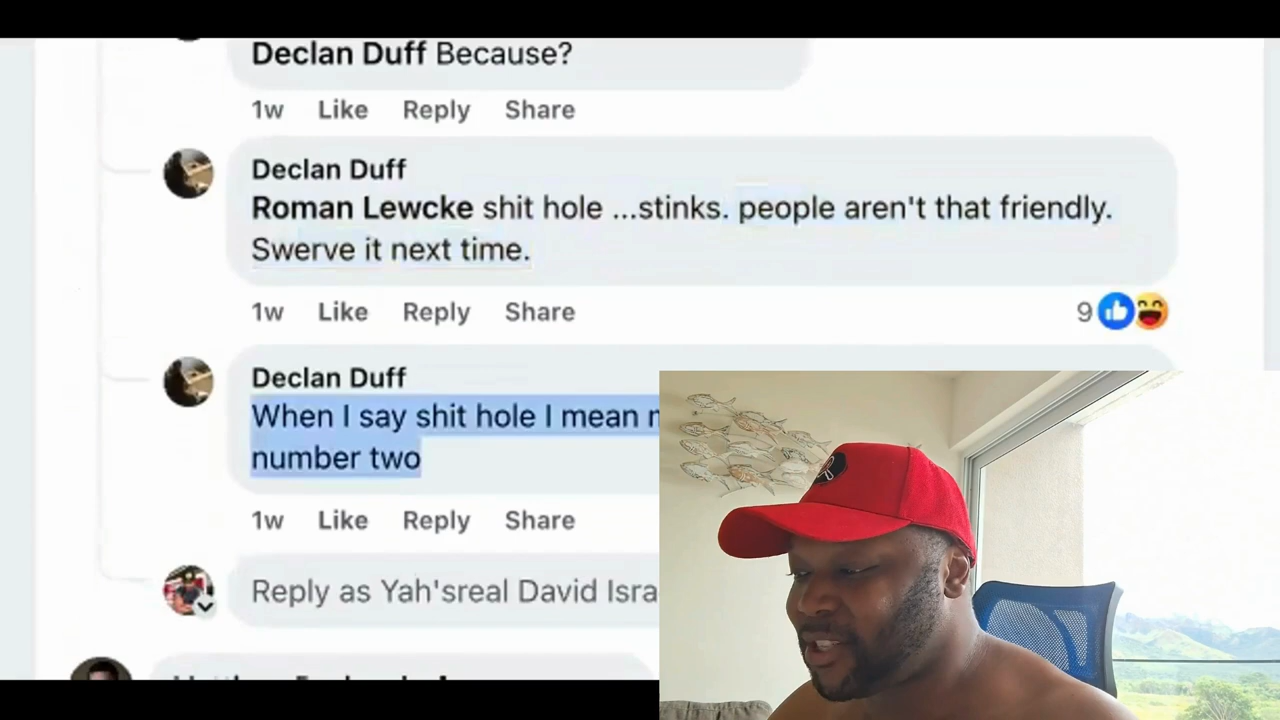 Declan Duff Because?
1w Like Reply Share
Declan Duff
Roman Lewcke shit hole ...stinks. people aren't that friendly.
Swerve it next time.
1w Like Reply Share 9
Declan Duff
When I say shit hole I mean
number two
1w Like Reply Share
Reply as Yah'sreal David Isra